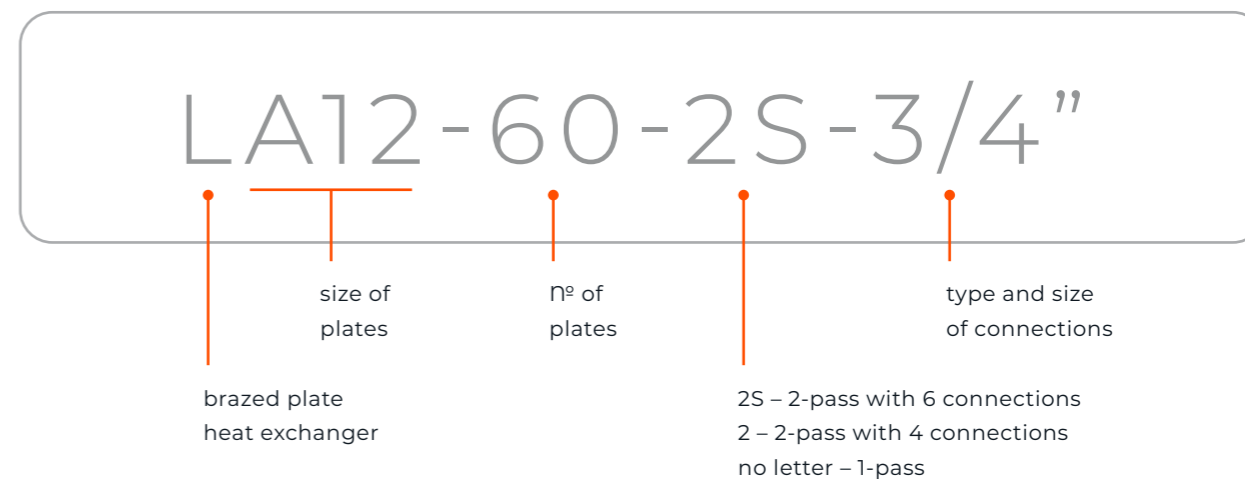 LA12-60-2S-3/4”
size of
plates
nº of
plates
type and size
of connections
brazed plate
heat exchanger
2S – 2-pass with 6 connections
2 – 2-pass with 4 connections
no letter – 1-pass